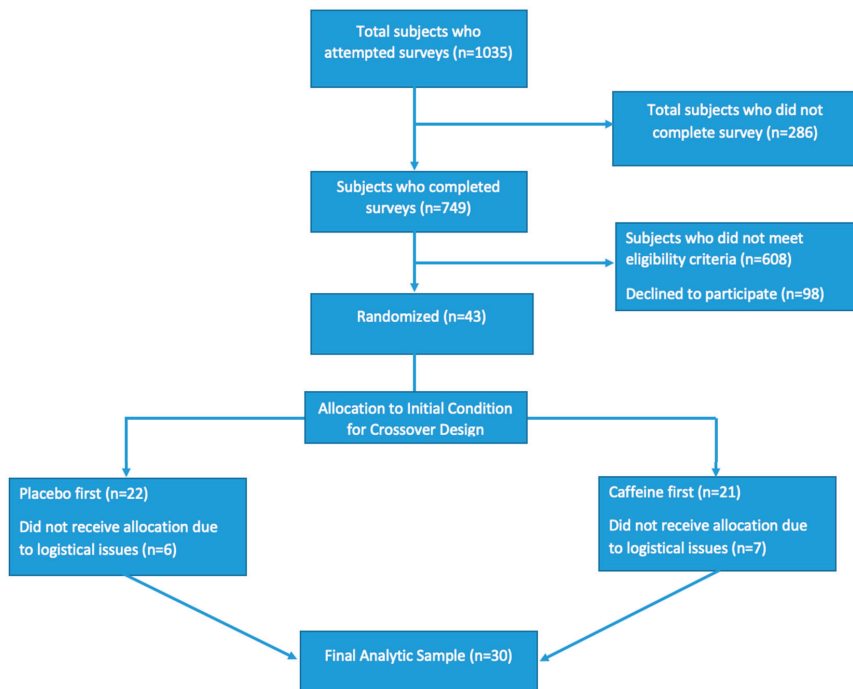 Total subjects who
attempted surveys (n=1035)
Total subjects who did not
complete survey (n=286)
Subjects who completed
surveys (n=749)
Subjects who did not meet
eligibility criteria (n=608)
Declined to participate (n=98)
Randomized (n=43)
Allocation to Initial Condition
for Crossover Design
Placebo first (n=22)
Did not receive allocation due
to logistical issues (n=6)
Caffeine first (n=21)
Did not receive allocation due
to logistical issues (n=7)
Final Analytic Sample (n=30)